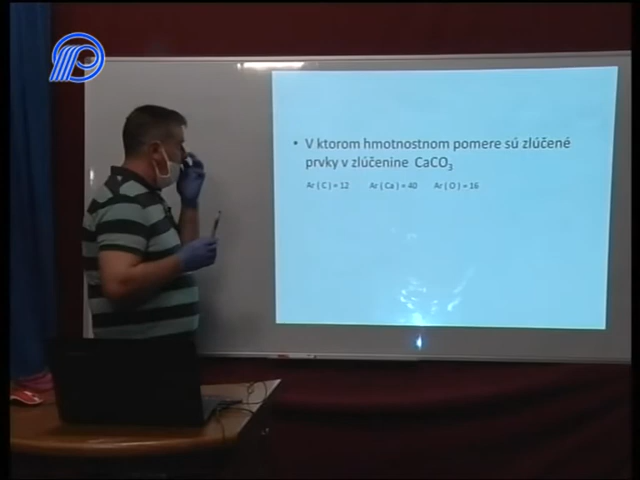 • V ktorom hmotnostnom pomere sú zlúčené
prvky v zlúčenine CaCO₃
Ar ( C ) = 12 Ar ( Ca ) = 40 Ar ( O ) = 16